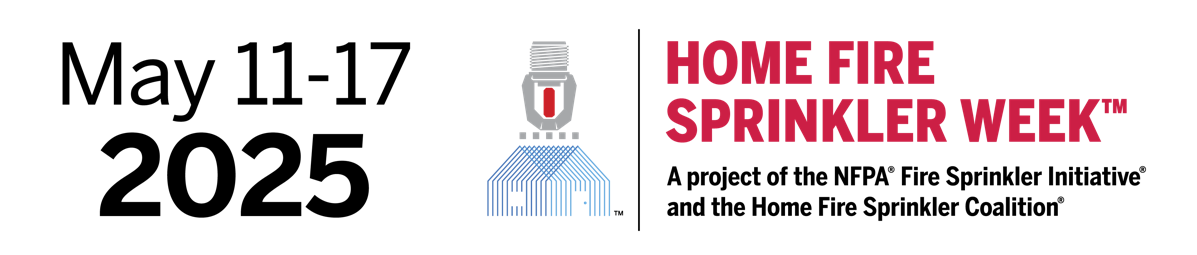 May 11-17
2025
™
HOME FIRE
SPRINKLER WEEK™
A project of the NFPA® Fire Sprinkler Initiative®
and the Home Fire Sprinkler Coalition®